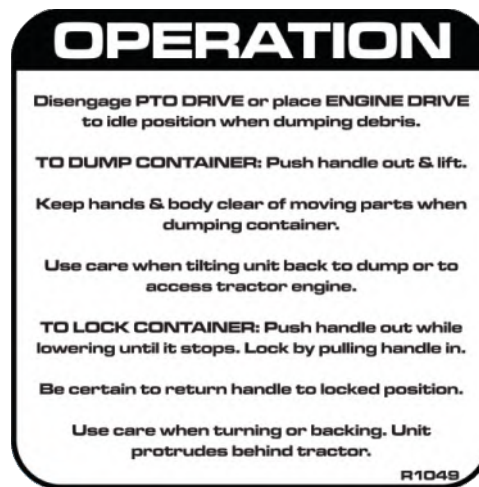 OPERATION
Disengage PTO DRIVE or place ENGINE DRIVE
to idle position when dumping debris.
TO DUMP CONTAINER: Push handle out & lift.
Keep hands & body clear of moving parts when
dumping container.
Use care when tilting unit back to dump or to
access tractor engine.
TO LOCK CONTAINER: Push handle out while
lowering until it stops. Lock by pulling handle in.
Be certain to return handle to locked position.
Use care when turning or backing. Unit
protrudes behind tractor.
R1049